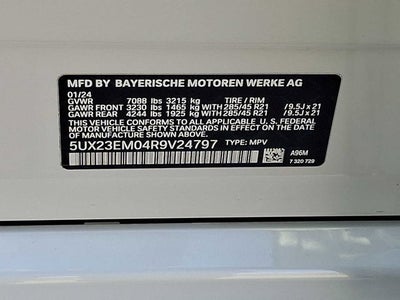 MFD BY BAYERISCHE MOTOREN WERKE AG
01/24
GVWR 7088 lbs 3215 kg TIRE / RIM
GAWR FRONT 3230 lbs 1465 kg 285/45 R21 / 9.5J x 21
GAWR REAR 4244 lbs 1925 kg 285/45 R21 / 9.5J x 21
THIS VEHICLE CONFORMS TO ALL APPLICABLE U.S. FEDERAL
MOTOR VEHICLE SAFETY STANDARDS IN EFFECT
ON THE DATE OF MANUFACTURE SHOWN ABOVE.
5UX23EM04R9V24797 TYPE: MPV
A96M
7 320 729